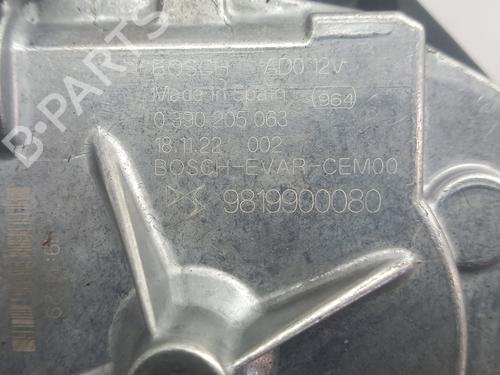 BOSCH AD0 12V
Made in Spain 964
0 390 205 083
18.11.22 002
BOSCH-EVAR-CEM00
9819900080
B-PARTS